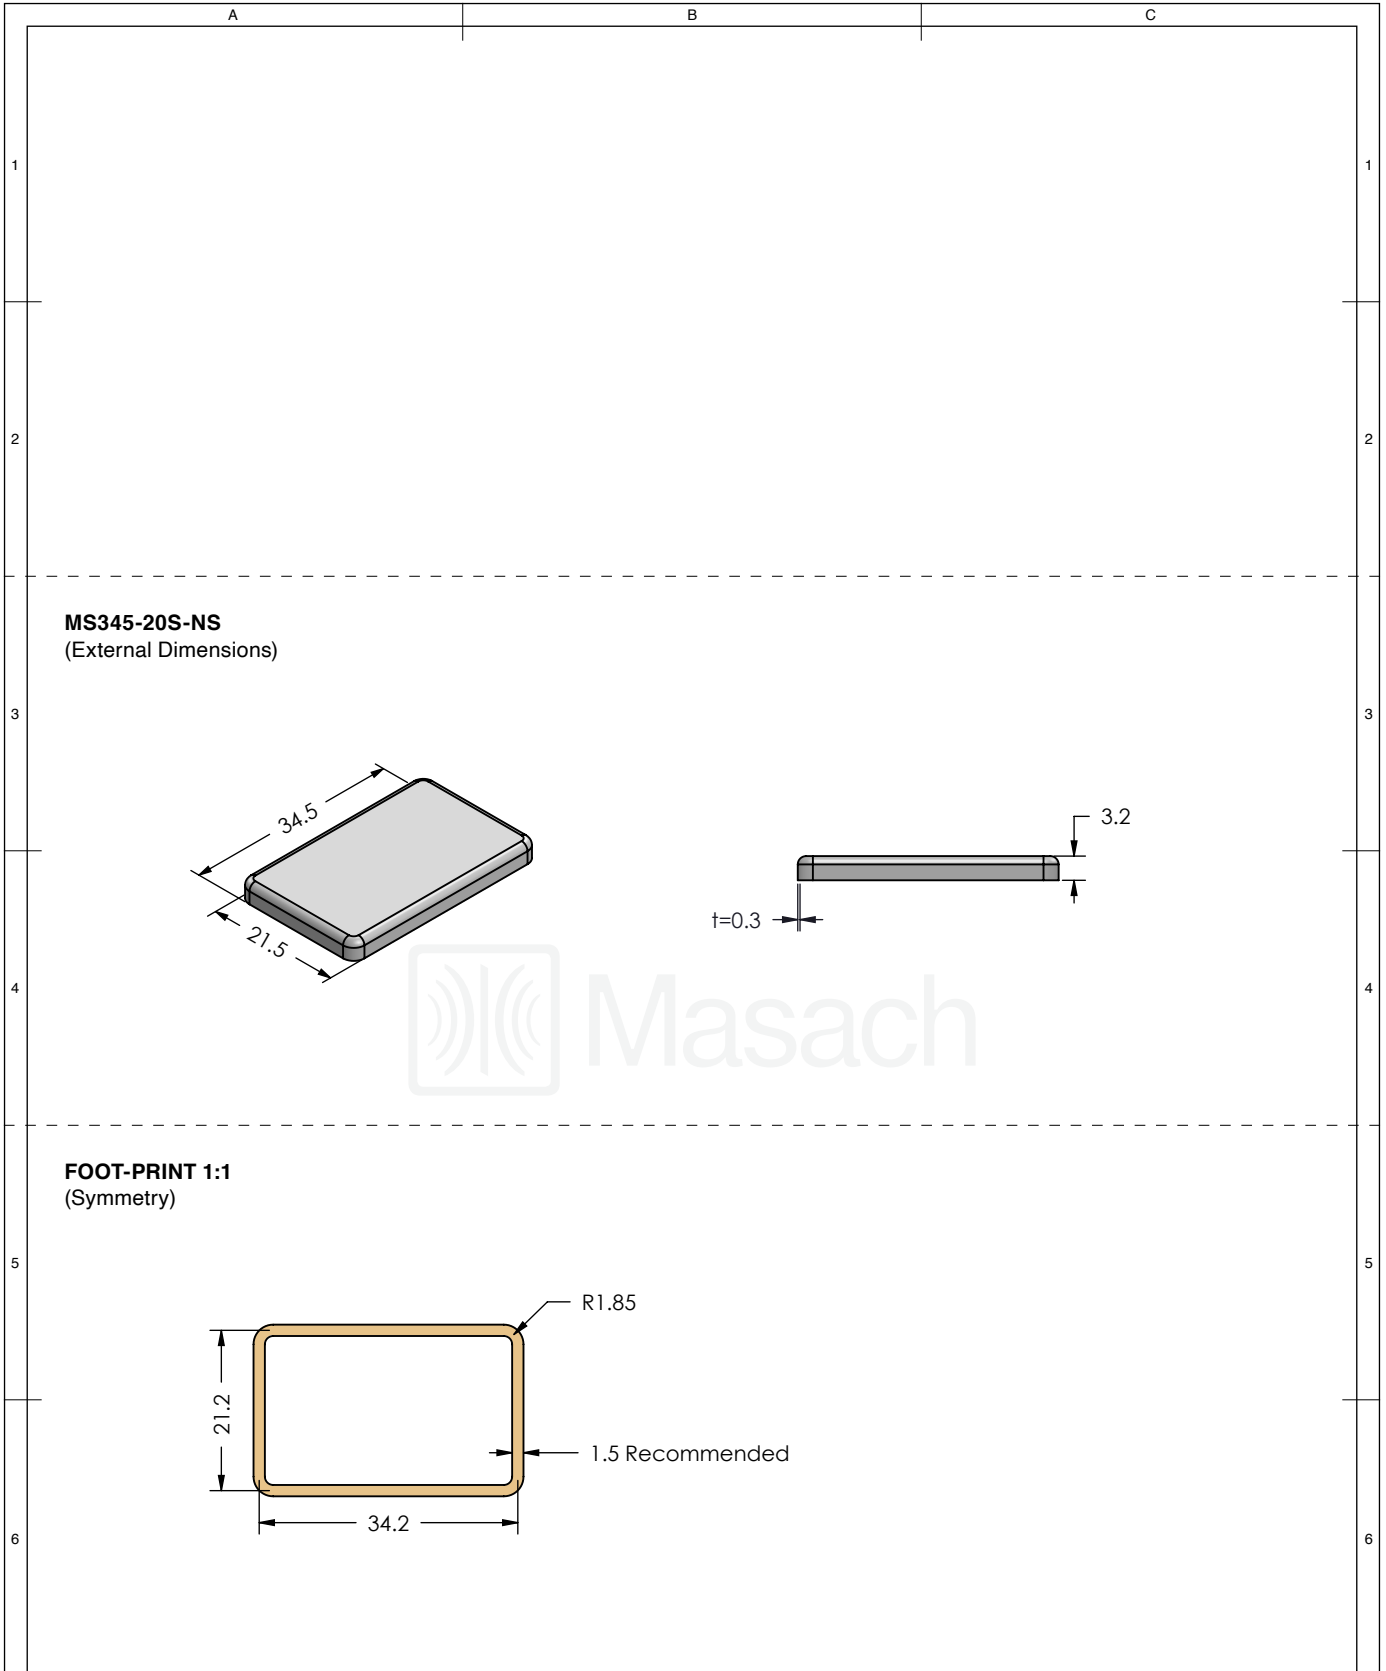 A B C
1 1
2 2
MS345-20S-NS
(External Dimensions)
3 3
34.5
21.5
3.2
t=0.3
4 4
Masach
FOOT-PRINT 1:1
(Symmetry)
5 5
R1.85
21.2
1.5 Recommended
34.2
6 6